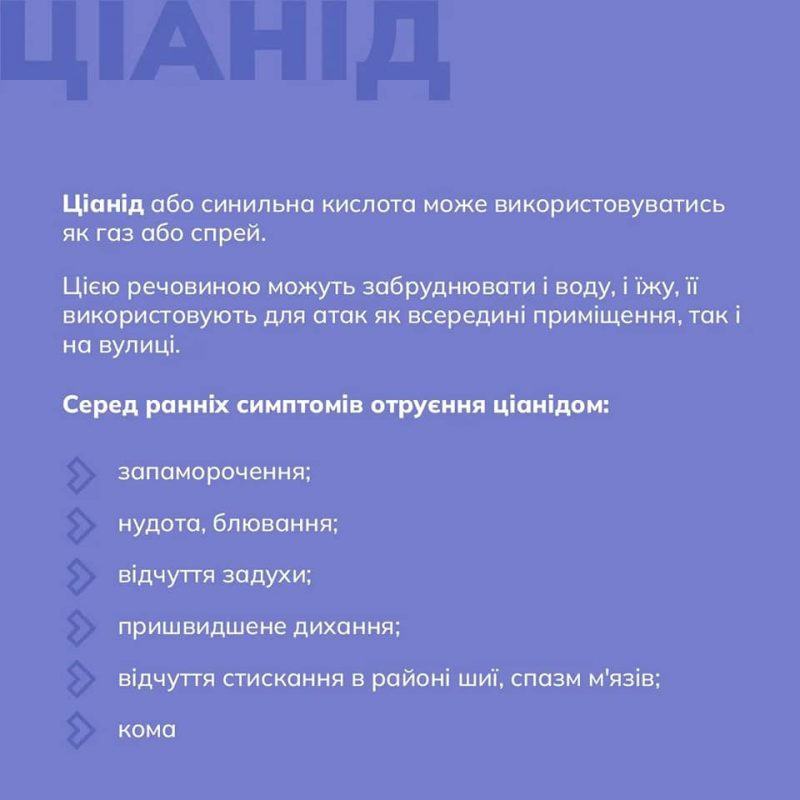 ЦІАНІД
Ціанід або синильна кислота може використовуватись
як газ або спрей.
Цією речовиною можуть забруднювати і воду, і їжу, її
використовують для атак як всередині приміщення, так і
на вулиці.
Серед ранніх симптомів отруєння ціанідом:
запаморочення;
нудота, блювання;
відчуття задухи;
пришвидшене дихання;
відчуття стискання в районі шиї, спазм м'язів;
кома